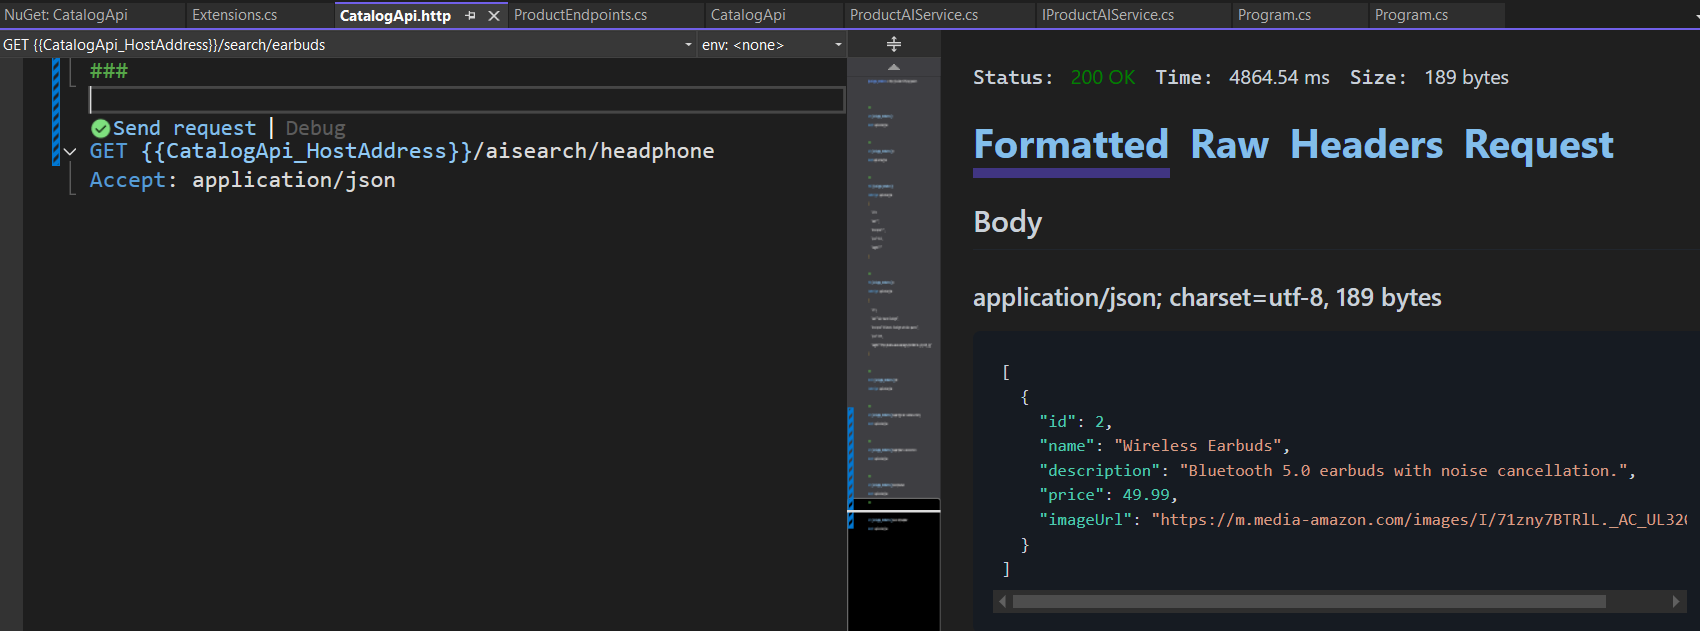 NuGet: CatalogApi Extensions.cs CatalogApi.http ProductEndpoints.cs CatalogApi ProductAIService.cs IProductAIService.cs Program.cs Program.cs
GET {{CatalogApi_HostAddress}}/search/earbuds env: <none>
###
Send request | Debug
GET {{CatalogApi_HostAddress}}/aisearch/headphone
Accept: application/json
Status: 200 OK Time: 4864.54 ms Size: 189 bytes
Formatted Raw Headers Request
Body
application/json; charset=utf-8, 189 bytes
[
{
"id": 2,
"name": "Wireless Earbuds",
"description": "Bluetooth 5.0 earbuds with noise cancellation.",
"price": 49.99,
"imageUrl": "https://m.media-amazon.com/images/I/71zny7BTRlL._AC_UL320
}
]